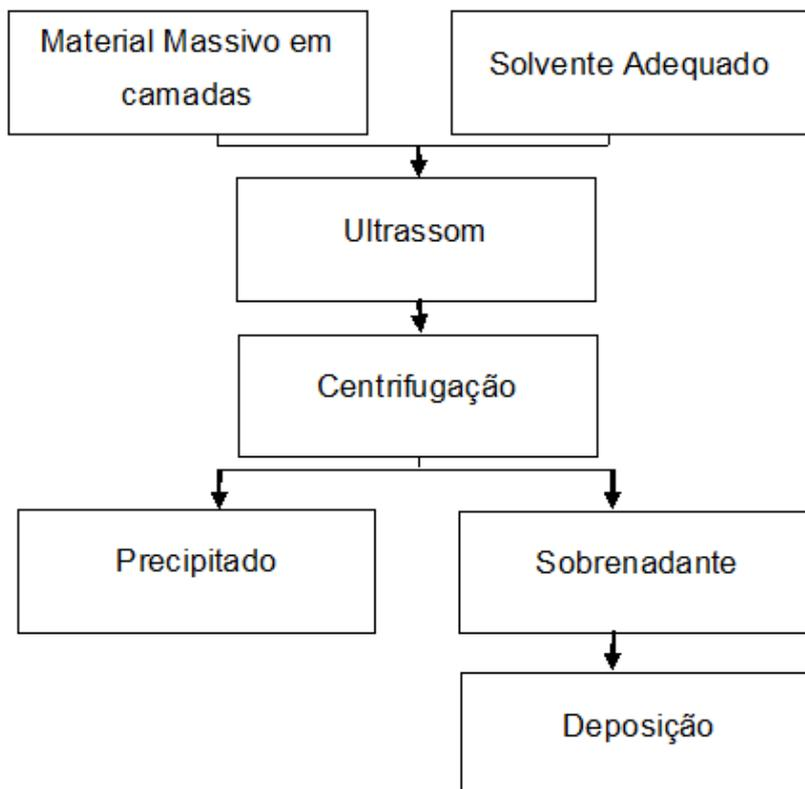 Material Massivo em
camadas
Solvente Adequado
Ultrassom
Centrifugação
Precipitado
Sobrenadante
Deposição